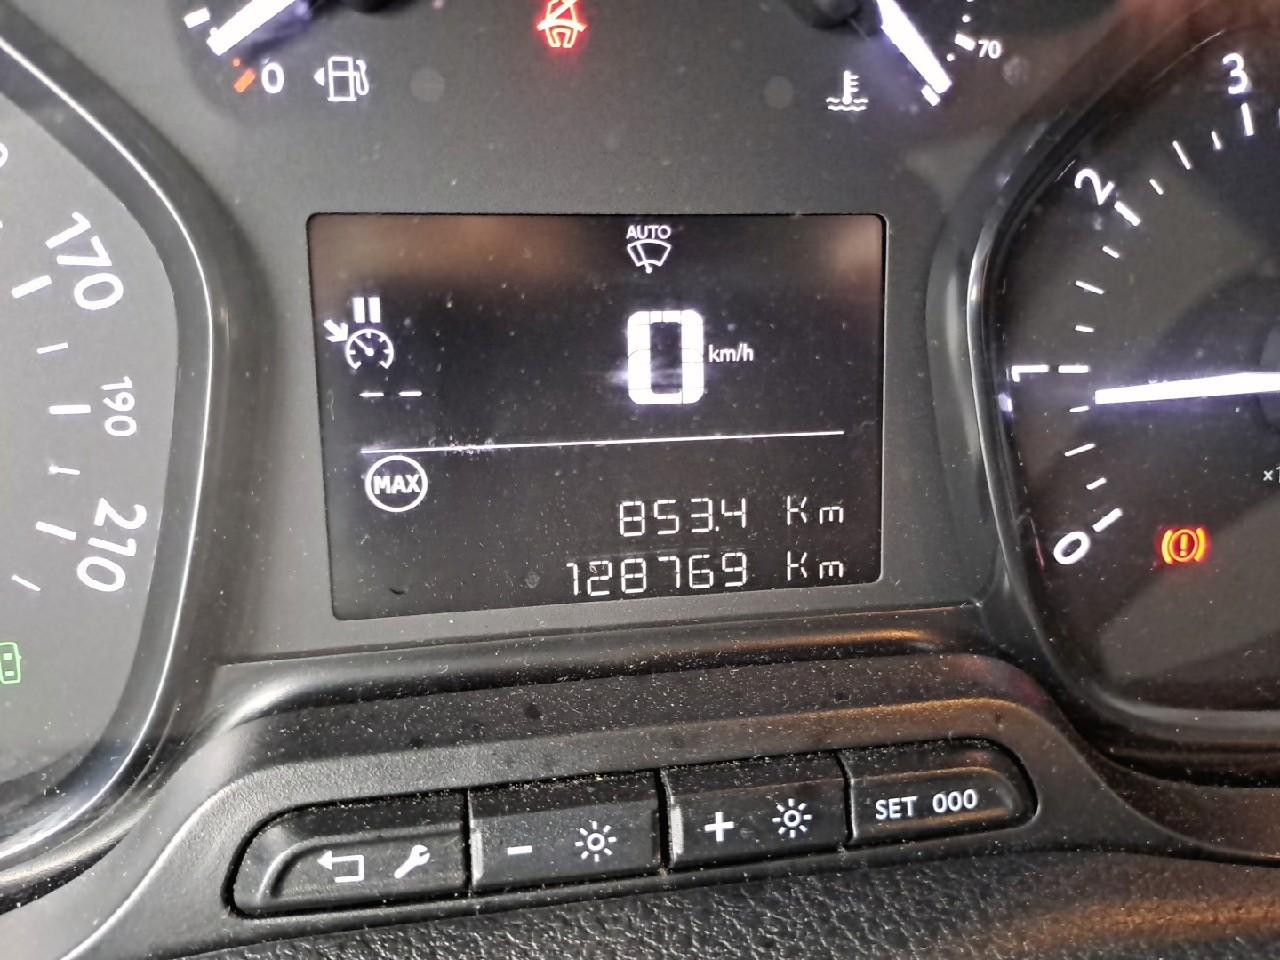 0
70
3
2
1
0
170
190
210
AUTO
0 km/h
-- --
MAX
853.4 Km
128769 Km
- +
SET 000